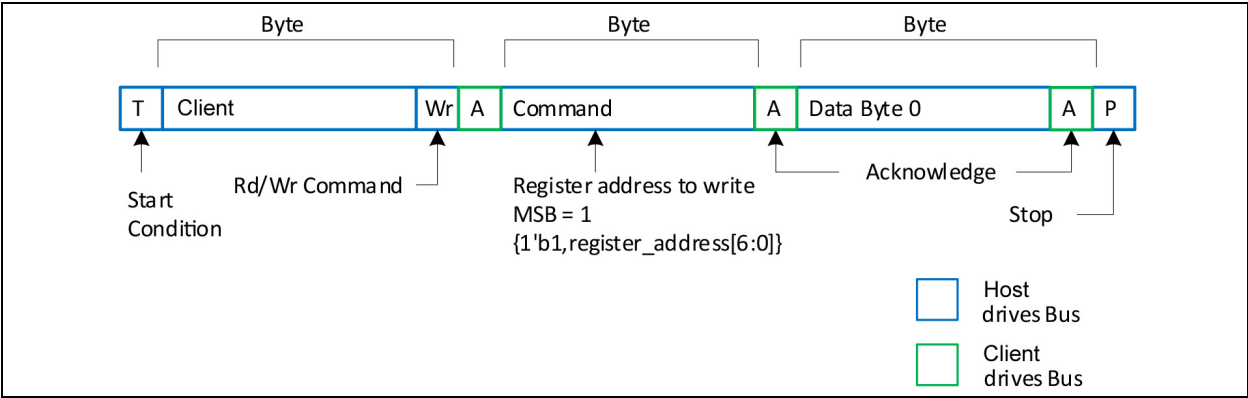 Byte
Byte
Byte
T
Client
Wr
A
Command
A
Data Byte 0
A
P
Start
Condition
Rd/Wr Command
Register address to write
MSB = 1
{1'b1,register_address[6:0]}
Acknowledge
Stop
Host
drives Bus
Client
drives Bus